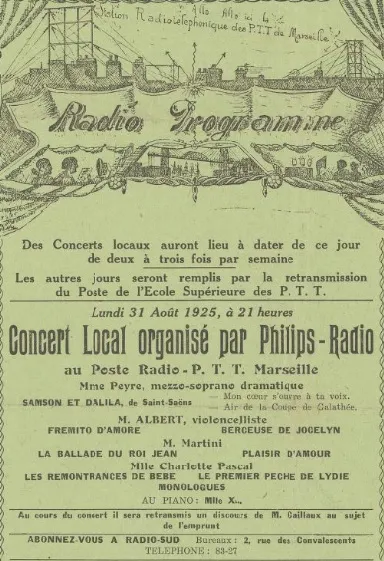 Allo Allo ici
Station Radiotéléphonique des P.T.T de Marseille
Radio Programme
Des Concerts locaux auront lieu à dater de ce jour
de deux à trois fois par semaine
Les autres jours seront remplis par la retransmission
du Poste de l'Ecole Supérieure des P. T. T.
Lundi 31 Août 1925, à 21 heures
Concert Local organisé par Philips-Radio
au Poste Radio-P. T. T. Marseille
Mme Peyre, mezzo-soprano dramatique
SAMSON ET DALILA, de Saint-Saëns
— Mon cœur s'ouvre à ta voix.
— Air de la Coupe de Galathée.
M. ALBERT, violoncelliste
FREMITO D'AMORE BERCEUSE DE JOCELYN
M. Martini
LA BALLADE DU ROI JEAN PLAISIR D'AMOUR
Mlle Charlotte Pascal
LES REMONTRANCES DE BEBE LE PREMIER PECHE DE LYDIE
MONOLOGUES
AU PIANO: Mlle X...
Au cours du concert il sera retransmis un discours de M. Caillaux au sujet
de l'emprunt
ABONNEZ-VOUS A RADIO-SUD Bureaux: 2, rue des Convalescents
TELEPHONE: 83-27